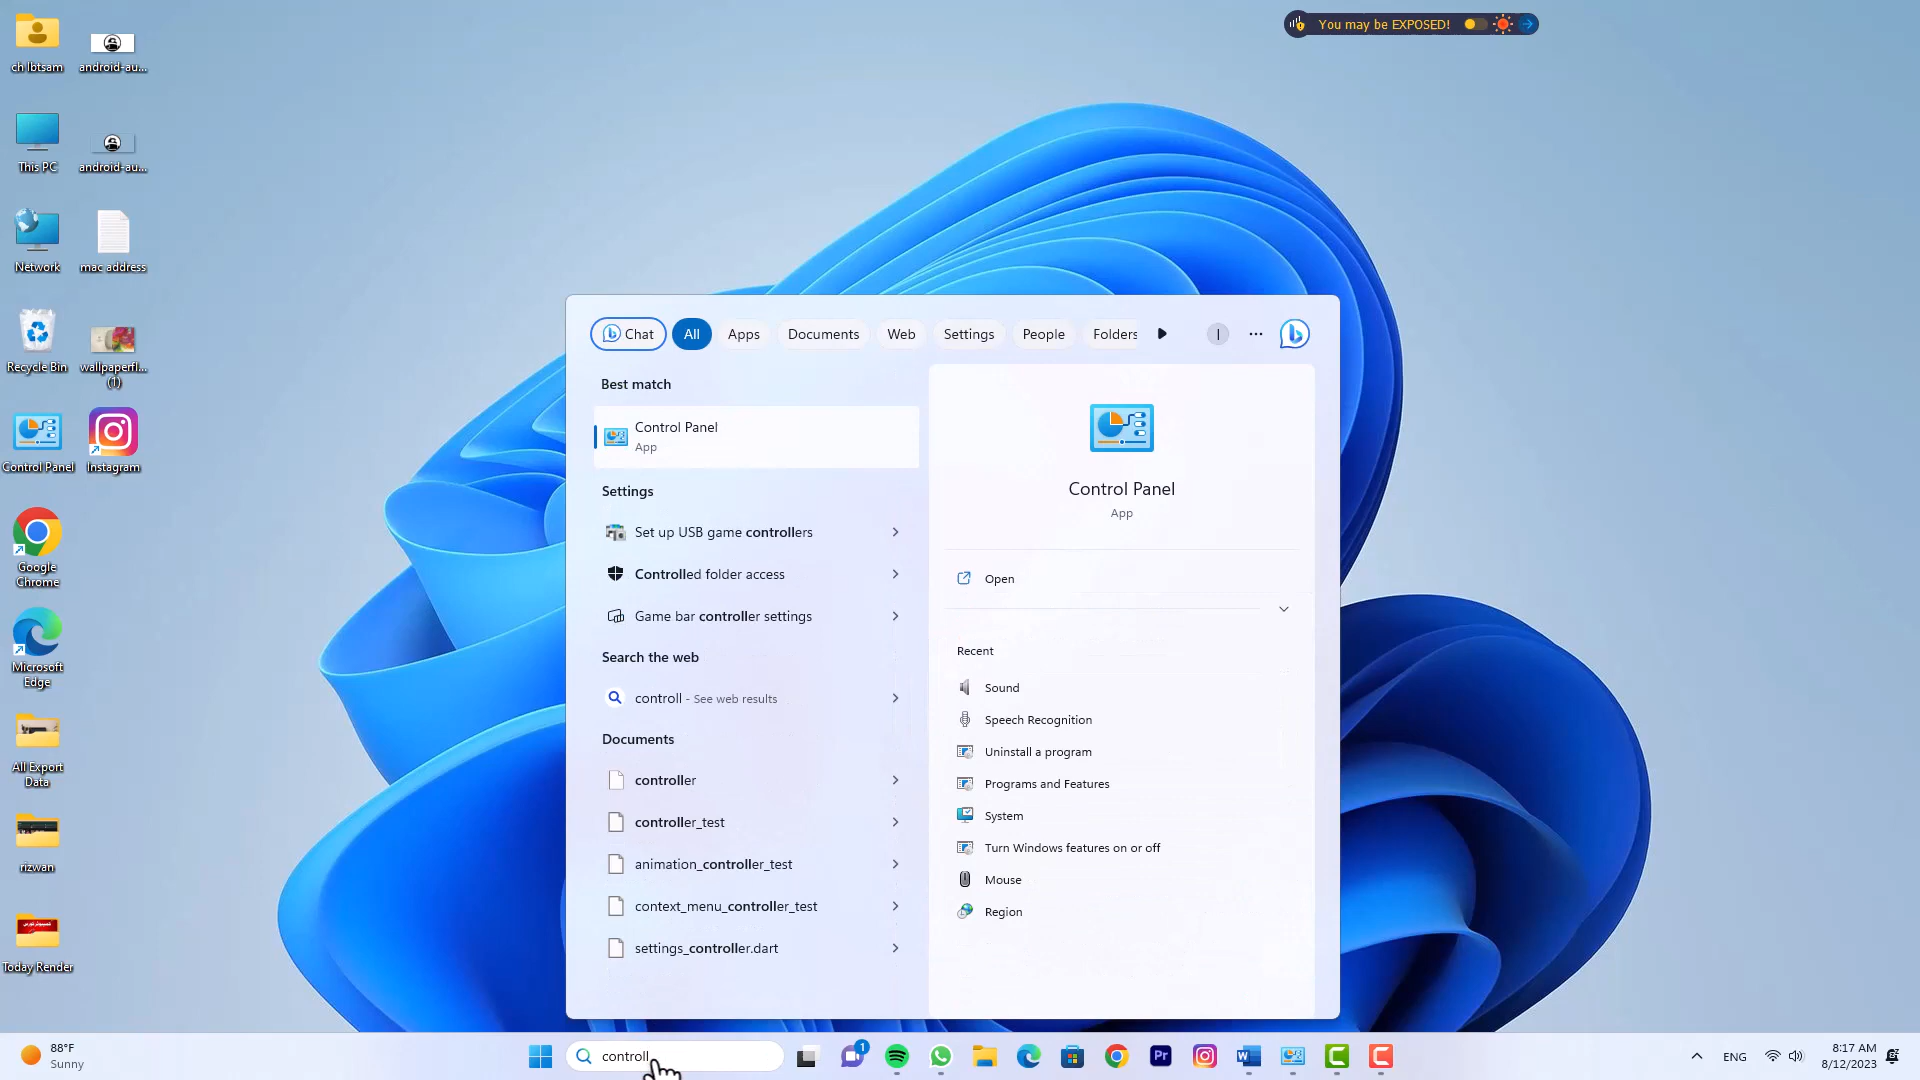 You may be EXPOSED!
ch Ibtsam
android-au...
This PC
android-au...
Network
mac address
Recycle Bin
wallpaperfl...
(1)
Control Panel
Instagram
Google
Chrome
Microsoft
Edge
All Export
Data
rizwan
Today Render
Chat
All
Apps
Documents
Web
Settings
People
Folders
I
Best match
Control Panel
App
Settings
Set up USB game controllers
Controlled folder access
Game bar controller settings
Search the web
controll - See web results
Documents
controller
controller_test
animation_controller_test
context_menu_controller_test
settings_controller.dart
Control Panel
App
Open
Recent
Sound
Speech Recognition
Uninstall a program
Programs and Features
System
Turn Windows features on or off
Mouse
Region
88°F
Sunny
controll
1
Pr
W
ENG
8:17 AM
8/12/2023